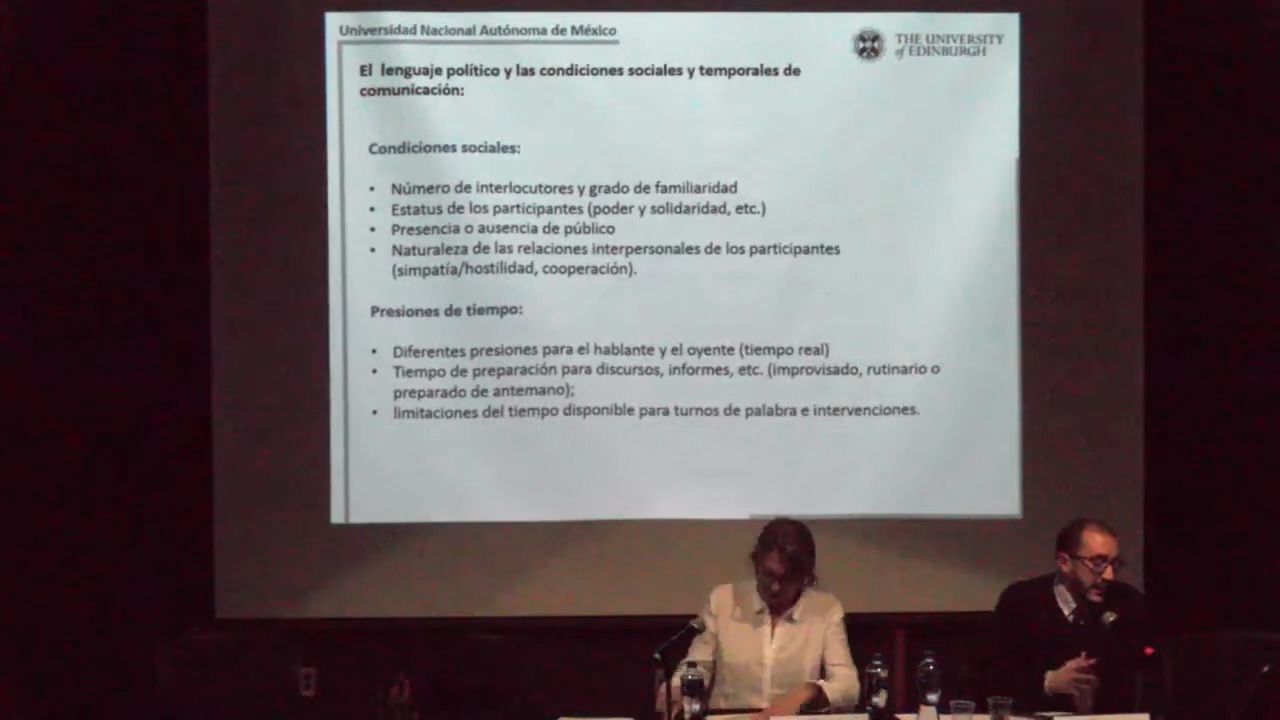 Universidad Nacional Autónoma de México
THE UNIVERSITY
of EDINBURGH
El lenguaje político y las condiciones sociales y temporales de
comunicación:
Condiciones sociales:
• Número de interlocutores y grado de familiaridad
• Estatus de los participantes (poder y solidaridad, etc.)
• Presencia o ausencia de público
• Naturaleza de las relaciones interpersonales de los participantes
(simpatía/hostilidad, cooperación).
Presiones de tiempo:
• Diferentes presiones para el hablante y el oyente (tiempo real)
• Tiempo de preparación para discursos, informes, etc. (improvisado, rutinario o
preparado de antemano);
• limitaciones del tiempo disponible para turnos de palabra e intervenciones.